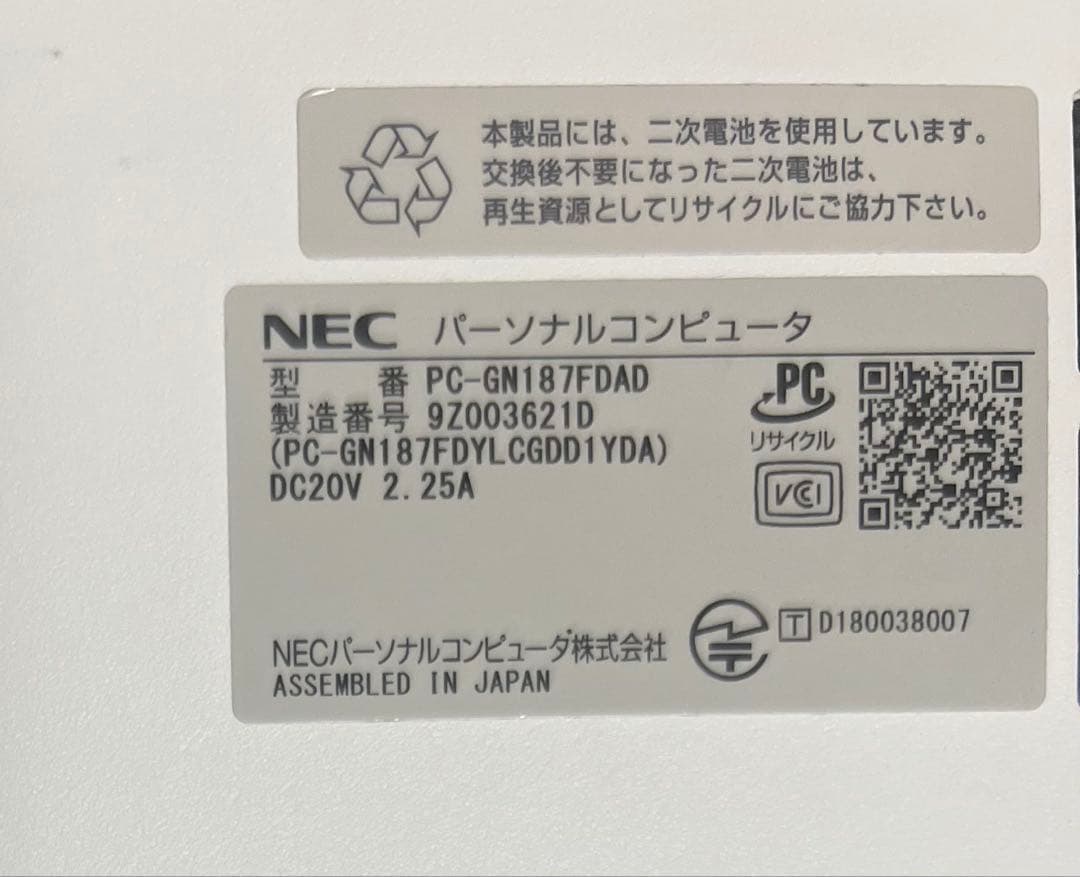 本製品には、二次電池を使用しています。
交換後不要になった二次電池は、
再生資源としてリサイクルにご協力下さい。
NEC パーソナルコンピュータ
型 番 PC-GN187FDAD
製造番号 9Z003621D
(PC-GN187FDYLCGDD1YDA)
DC20V 2.25A
PC
リサイクル
VCI
NECパーソナルコンピュータ株式会社
ASSEMBLED IN JAPAN
T D180038007